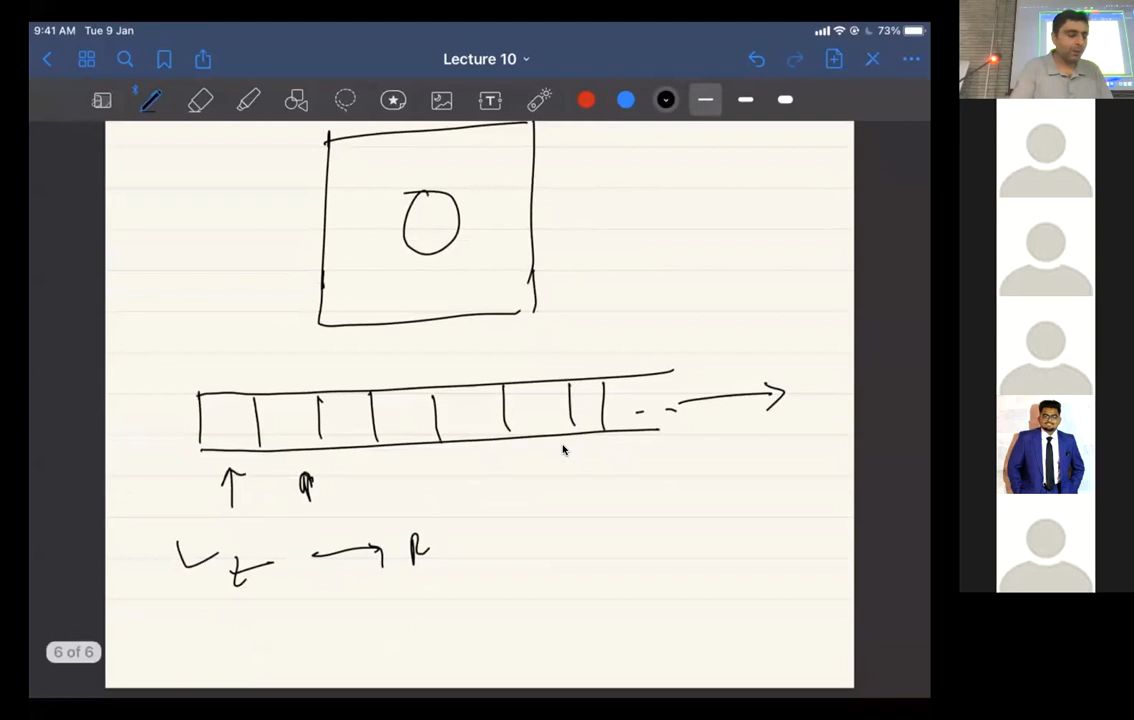 9:41 AM Tue 9 Jan
73%
Lecture 10
T
q
L t → R
6 of 6